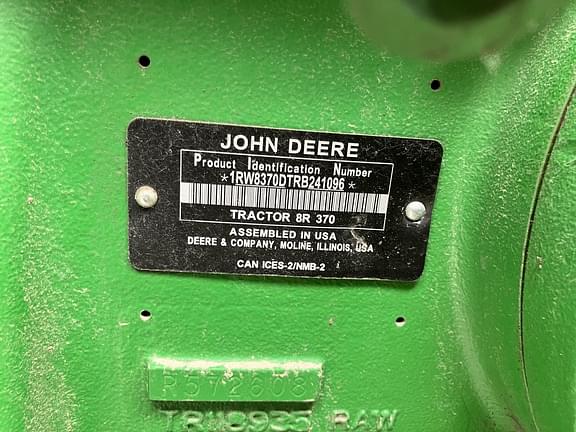 JOHN DEERE
Product Identification Number
*1RW8370DTRB241096*
TRACTOR 8R 370
ASSEMBLED IN USA
DEERE & COMPANY, MOLINE, ILLINOIS, USA
CAN ICES-2/NMB-2
RAW